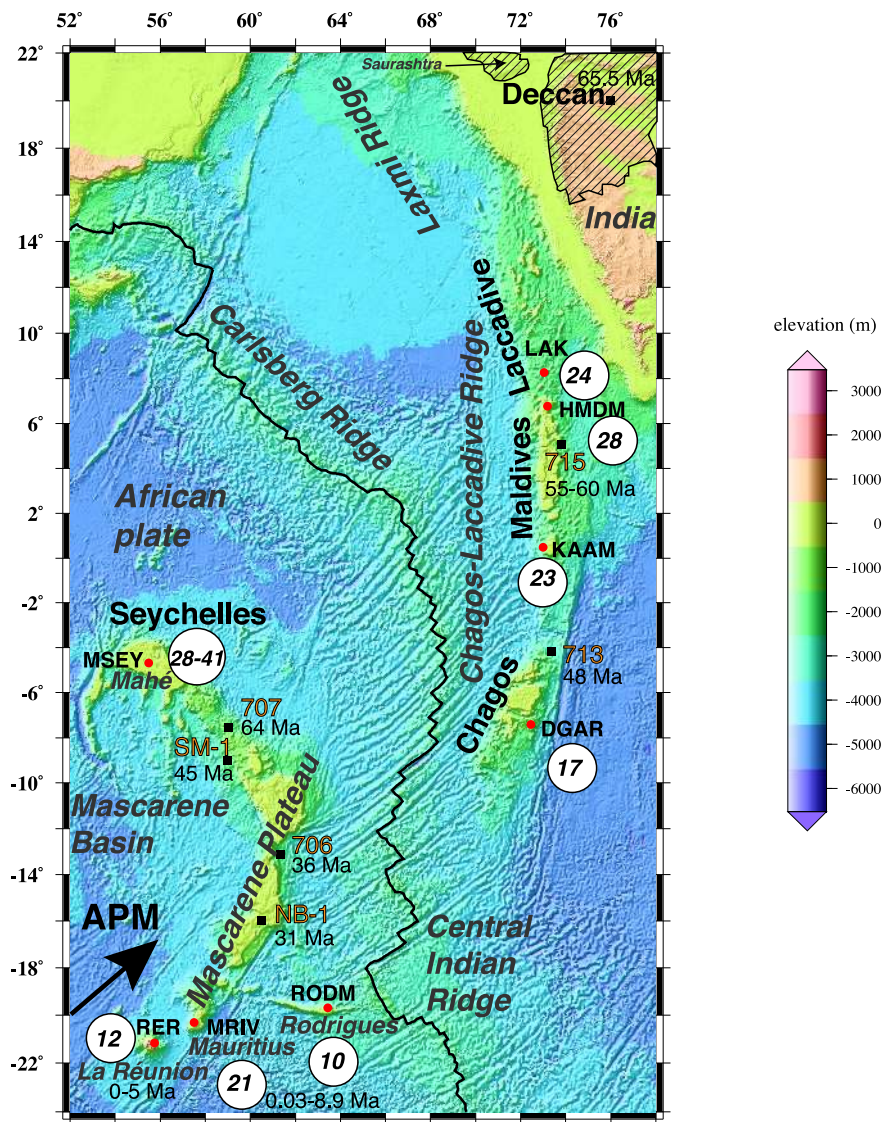 52° 56° 60° 64° 68° 72° 76°
22°
18°
14°
10°
6°
2°
-2°
-6°
-10°
-14°
-18°
-22°
Saurashtra
65.5 Ma
Deccan
Laxmi Ridge
India
Carlsberg Ridge
Laccadive
LAK
24
HMDM
28
Chagos-Laccadive Ridge
Maldives
715
55-60 Ma
African
plate
KAAM
23
Seychelles
MSEY
28-41
Mahé
713
48 Ma
Chagos
707
64 Ma
DGAR
SM-1
45 Ma
17
Mascarene
Basin
Mascarene Plateau
706
36 Ma
APM
NB-1
31 Ma
Central
Indian
Ridge
RODM
Rodrigues
12
RER
MRIV
Mauritius
10
La Réunion
0-5 Ma
21
0.03-8.9 Ma
elevation (m)
3000
2000
1000
0
-1000
-2000
-3000
-4000
-5000
-6000